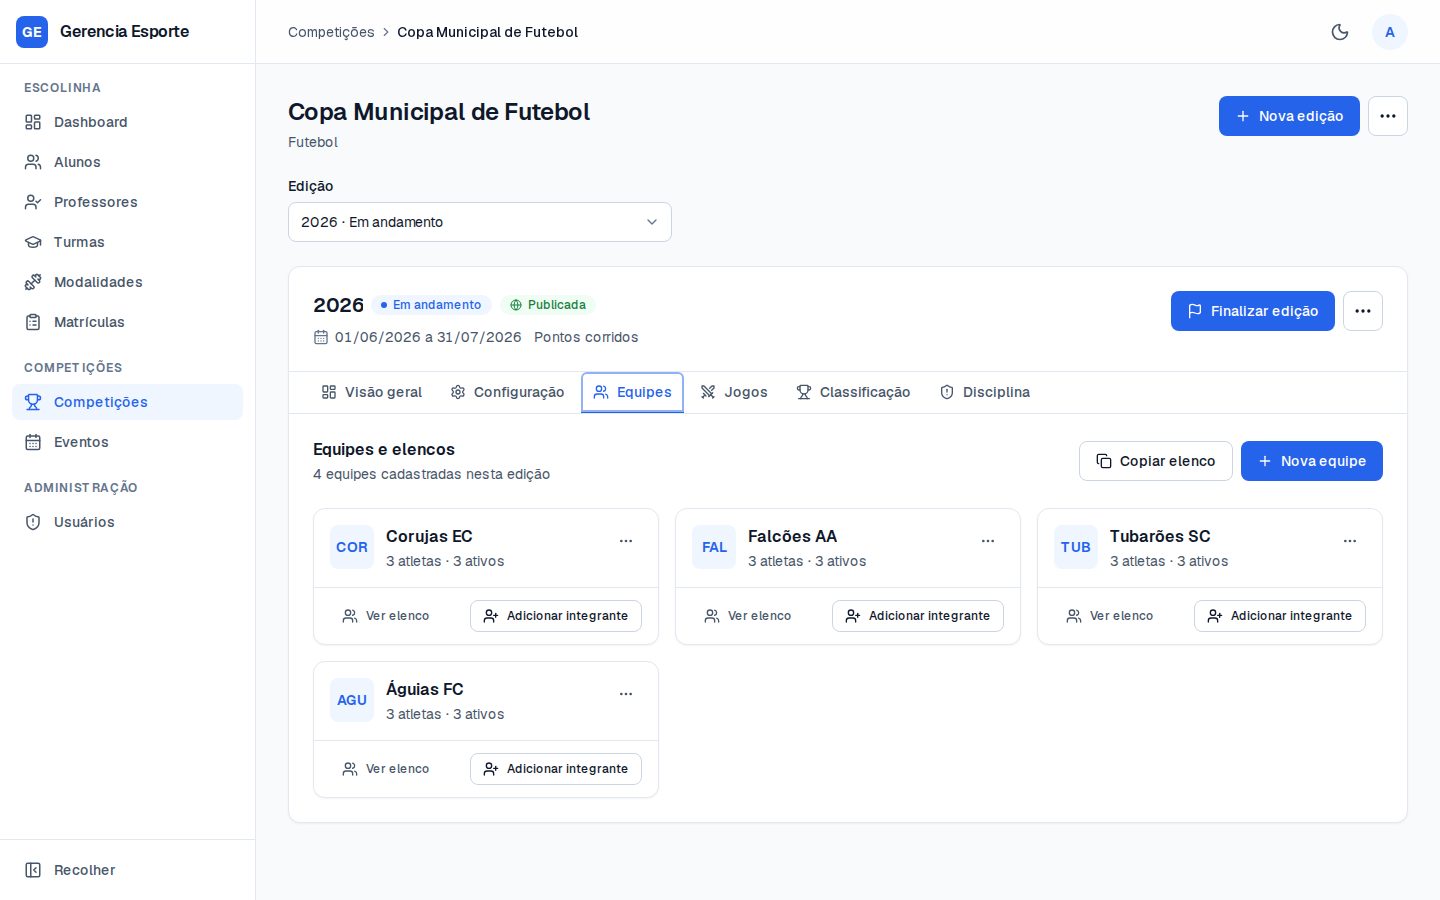 GE Gerencia Esporte
ESCOLINHA
Dashboard
Alunos
Professores
Turmas
Modalidades
Matrículas
COMPETIÇÕES
Competições
Eventos
ADMINISTRAÇÃO
Usuários
Recolher
Competições Copa Municipal de Futebol
A
Copa Municipal de Futebol
Futebol
Nova edição
Edição
2026 · Em andamento
2026 Em andamento Publicada
01/06/2026 a 31/07/2026 Pontos corridos
Finalizar edição
Visão geral Configuração Equipes Jogos Classificação Disciplina
Equipes e elencos
4 equipes cadastradas nesta edição
Copiar elenco Nova equipe
COR Corujas EC
3 atletas · 3 ativos
Ver elenco Adicionar integrante
FAL Falcões AA
3 atletas · 3 ativos
Ver elenco Adicionar integrante
TUB Tubarões SC
3 atletas · 3 ativos
Ver elenco Adicionar integrante
AGU Águias FC
3 atletas · 3 ativos
Ver elenco Adicionar integrante